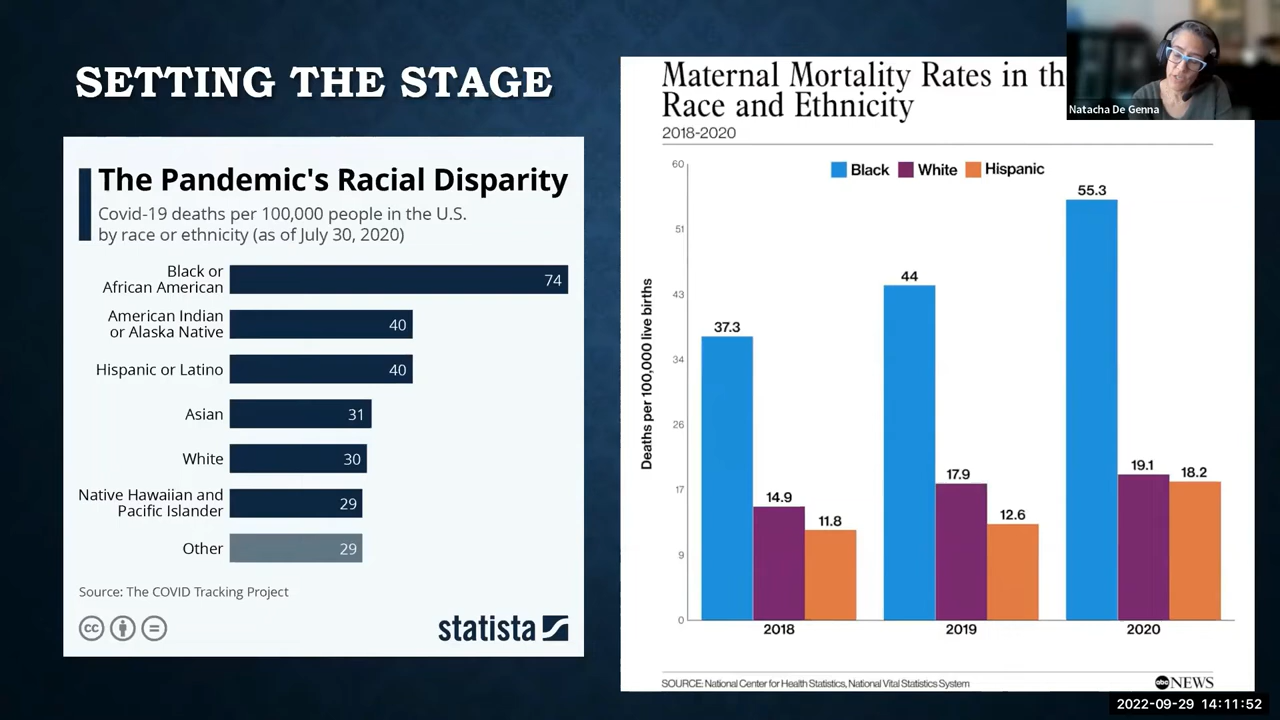 SETTING THE STAGE
The Pandemic's Racial Disparity
Covid-19 deaths per 100,000 people in the U.S.
by race or ethnicity (as of July 30, 2020)
Black or
African American
74
American Indian
or Alaska Native
40
Hispanic or Latino
40
Asian
31
White
30
Native Hawaiian and
Pacific Islander
29
Other
29
Source: The COVID Tracking Project
cc
statista
Maternal Mortality Rates in th
Race and Ethnicity
2018-2020
Natacha De Genna
Black White Hispanic
Deaths per 100,000 live births
60
51
43
34
26
17
9
0
37.3
14.9
11.8
44
17.9
12.6
55.3
19.1
18.2
2018
2019
2020
SOURCE: National Center for Health Statistics, National Vital Statistics System
abc NEWS
2022-09-29 14:11:52